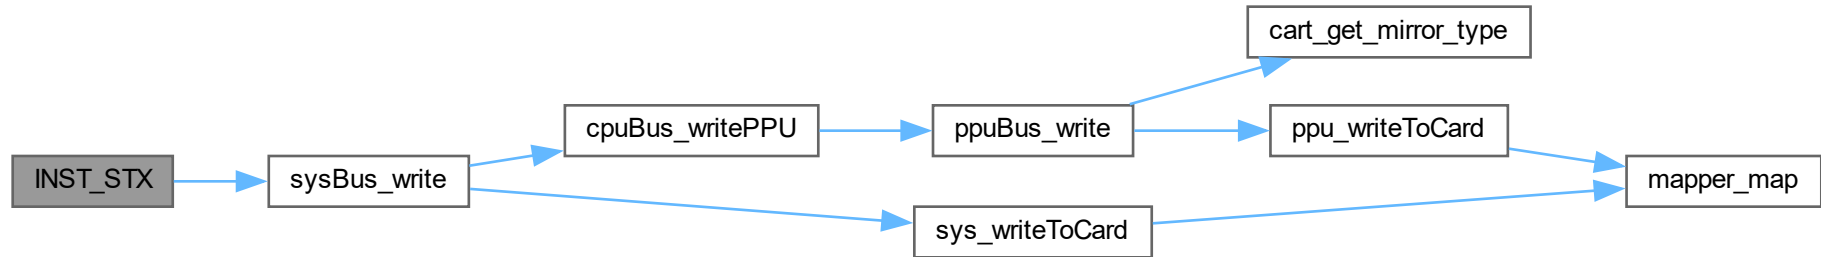 cart_get_mirror_type
cpuBus_writePPU
ppuBus_write
ppu_writeToCard
INST_STX
sysBus_write
mapper_map
sys_writeToCard